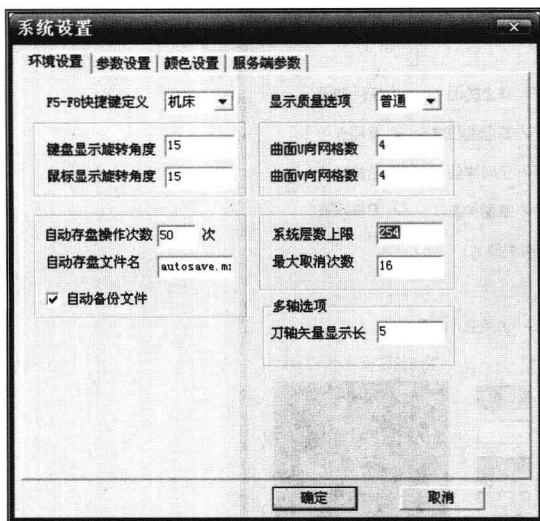 系统设置
环境设置 参数设置 颜色设置 服务端参数
F5-F8快捷键定义 机床 显示质量选项 普通
键盘显示旋转角度 15 曲面U向网格数 4
鼠标显示旋转角度 15 曲面V向网格数 4
自动存盘操作次数 50 次 系统层数上限 254
自动存盘文件名 autosave.m 最大取消次数 16
自动备份文件
多轴选项
刀轴矢量显示长 5
确定 取消